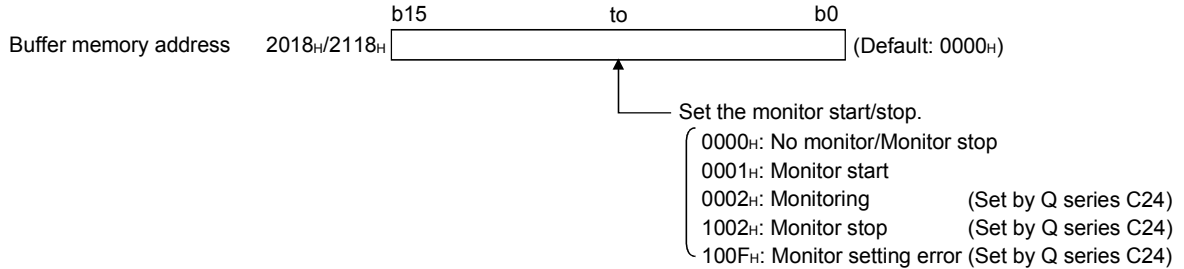 b15 to b0
Buffer memory address 2018H/2118H (Default: 0000H)
Set the monitor start/stop.
0000H: No monitor/Monitor stop
0001H: Monitor start
0002H: Monitoring (Set by Q series C24)
1002H: Monitor stop (Set by Q series C24)
100FH: Monitor setting error (Set by Q series C24)